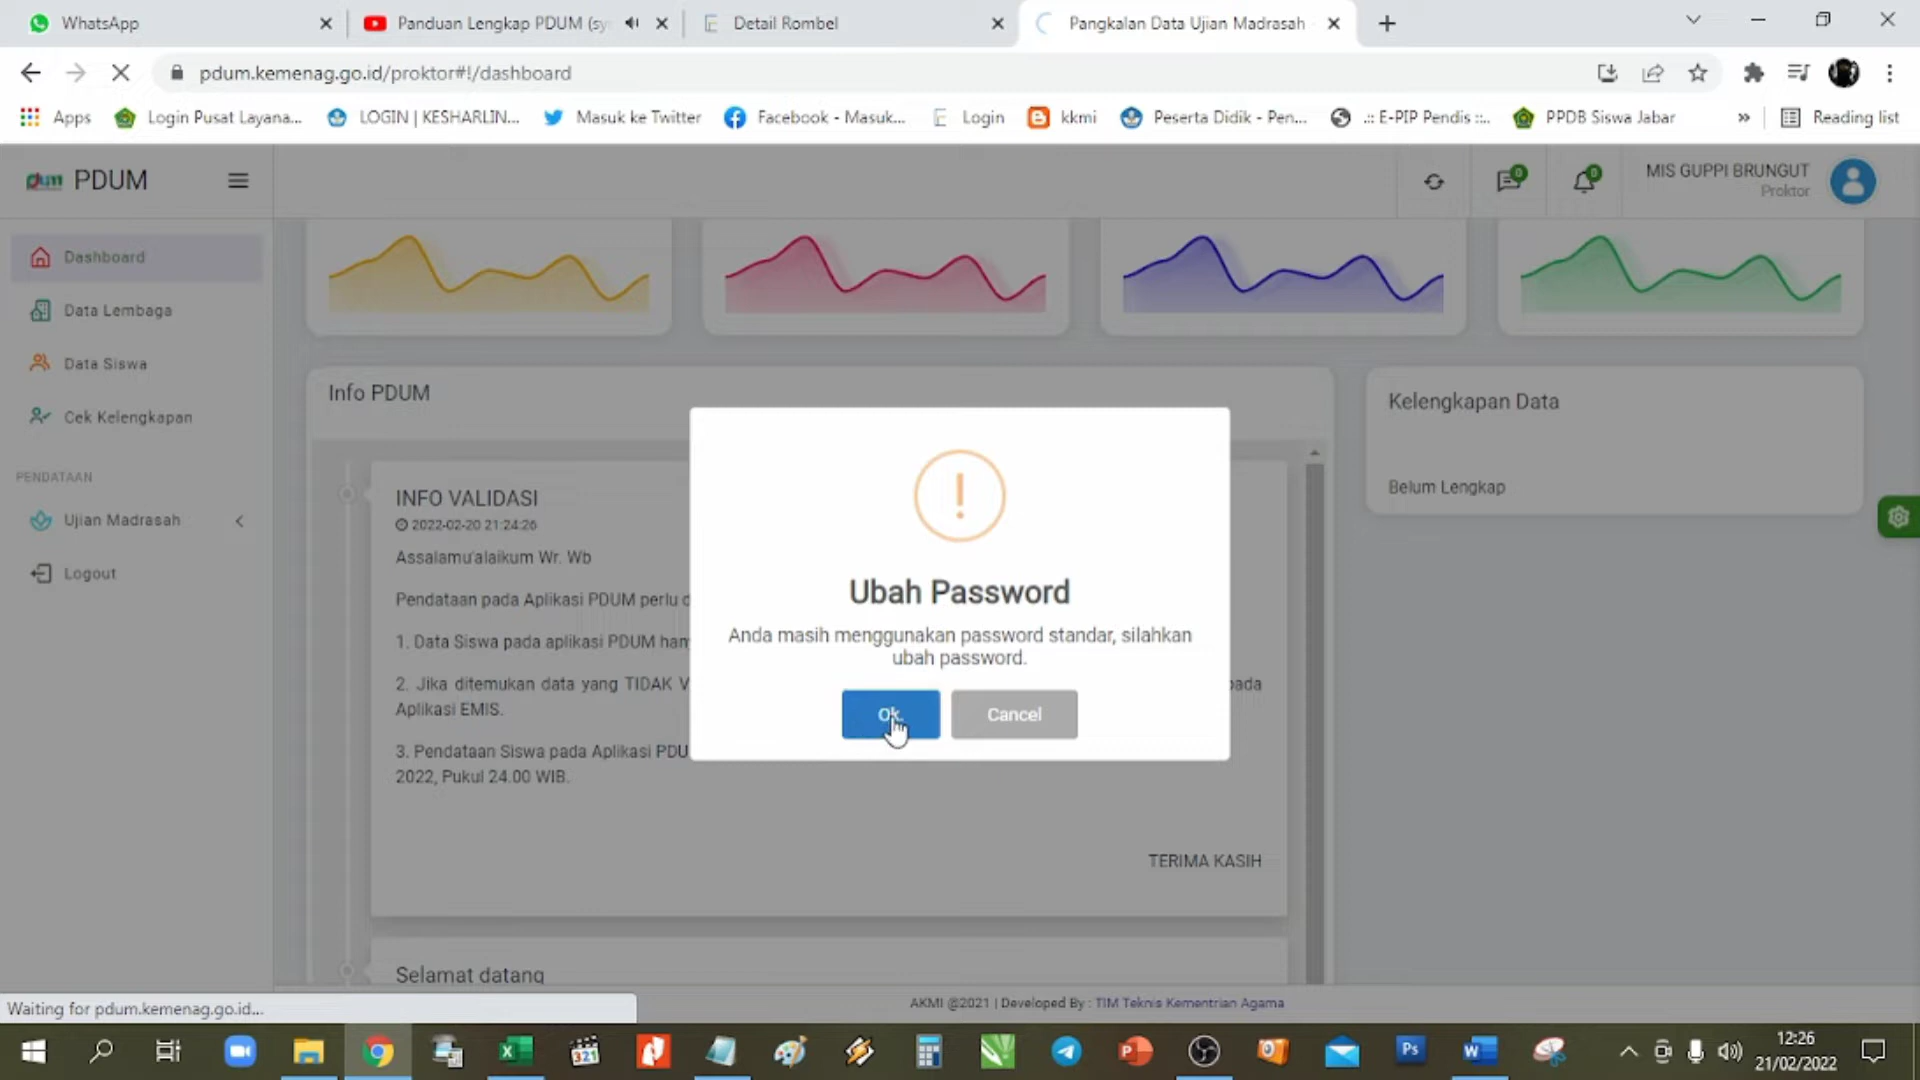 WhatsApp
Panduan Lengkap PDUM (sy
Detail Rombel
Pangkalan Data Ujian Madrasah
pdum.kemenag.go.id/proktor#!/dashboard
Apps
Login Pusat Layana...
LOGIN | KESHARLIN...
Masuk ke Twitter
Facebook - Masuk...
Login
kkmi
Peserta Didik - Pen...
.:: E-PIP Pendis ::..
PPDB Siswa Jabar
»
Reading list
pdum PDUM
0
0
MIS GUPPI BRUNGUT
Proktor
Dashboard
Data Lembaga
Data Siswa
Cek Kelengkapan
PENDATAAN
Ujian Madrasah
Logout
Info PDUM
INFO VALIDASI
2022-02-20 21:24:26
Assalamu'alaikum Wr. Wb
Pendataan pada Aplikasi PDUM perlu
1. Data Siswa pada aplikasi PDUM
2. Jika ditemukan data yang TIDAK
Aplikasi EMIS.
3. Pendataan Siswa pada Aplikasi
2022, Pukul 24.00 WIB.
TERIMA KASIH
Selamat datang
Kelengkapan Data
Belum Lengkap
Ubah Password
Anda masih menggunakan password standar, silahkan
ubah password.
Ok.
Cancel
AKMI @2021 | Developed By : TIM Teknis Kementrian Agama
Waiting for pdum.kemenag.go.id...
321
Ps
12:26
21/02/2022